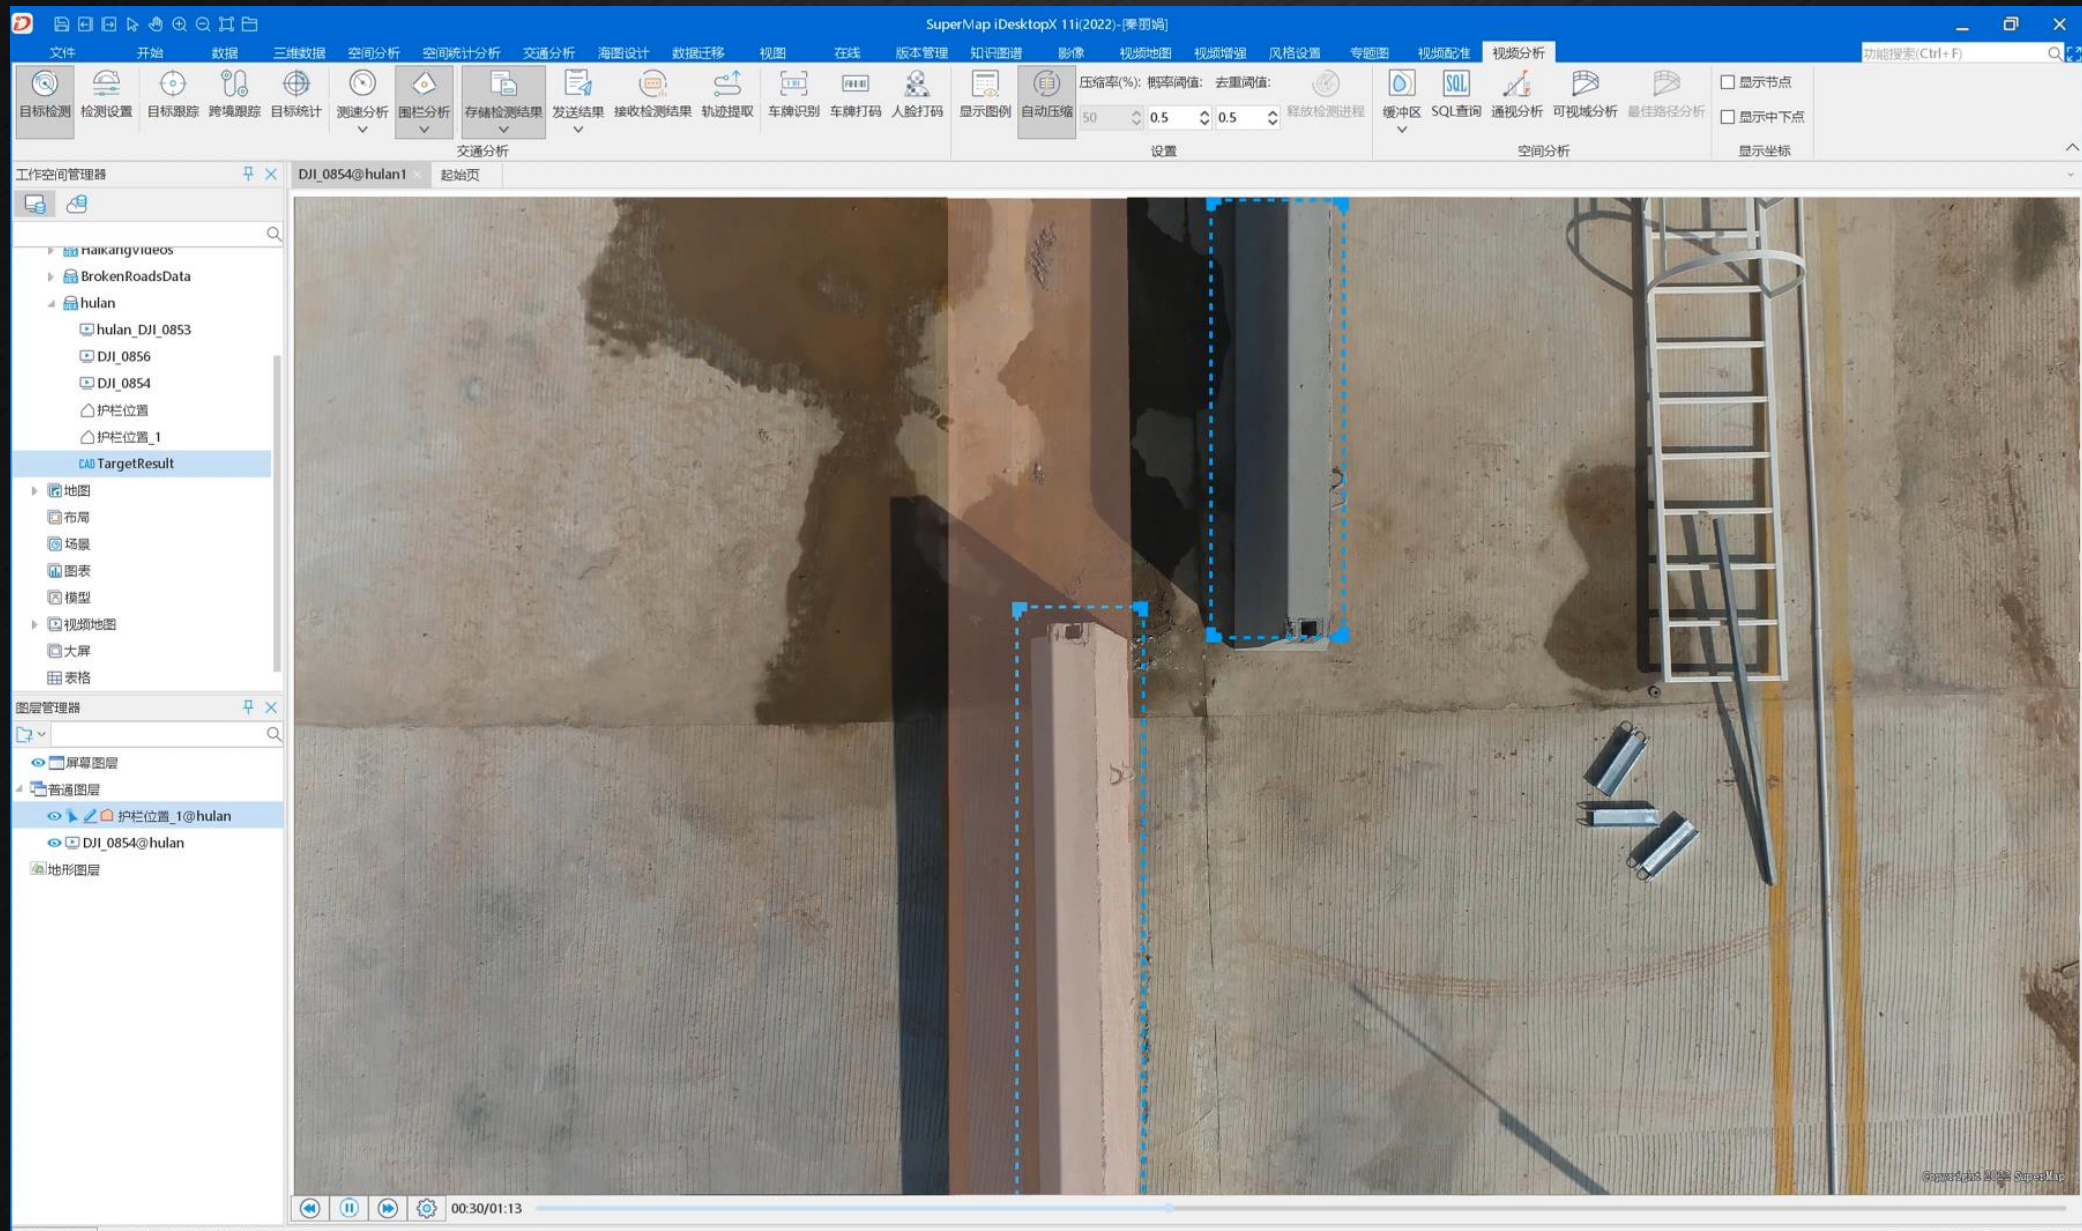 SuperMap iDesktopX 11i(2022)-[秦丽娟]
文件 开始 数据 三维数据 空间分析 空间统计分析 交通分析 海图设计 数据迁移 视图 在线 版本管理 知识图谱 影像 视频地图 视频增强 风格设置 专题图 视频配准 视频分析 功能搜索(Ctrl+F)
压缩率(%): 概率阈值: 去重阈值: 显示节点
目标检测 检测设置 目标跟踪 跨境跟踪 目标统计 测速分析 围栏分析 存储检测结果 发送结果 接收检测结果 轨迹提取 车牌识别 车牌打码 人脸打码 显示图例 自动压缩 50 0.5 0.5 释放检测进程 缓冲区 SQL查询 通视分析 可视域分析 最佳路径分析 显示中下点
交通分析 设置 空间分析 显示坐标
工作空间管理器 DJI_0854@hulan1 起始页
HaikangVideos
BrokenRoadsData
hulan
hulan_DJI_0853
DJI_0856
DJI_0854
护栏位置
护栏位置_1
CAD TargetResult
地图
布局
场景
图表
模型
视频地图
大屏
表格
图层管理器
屏幕图层
普通图层
护栏位置_1@hulan
DJI_0854@hulan
地形图层
Copyright 2022 SuperMap
00:30/01:13